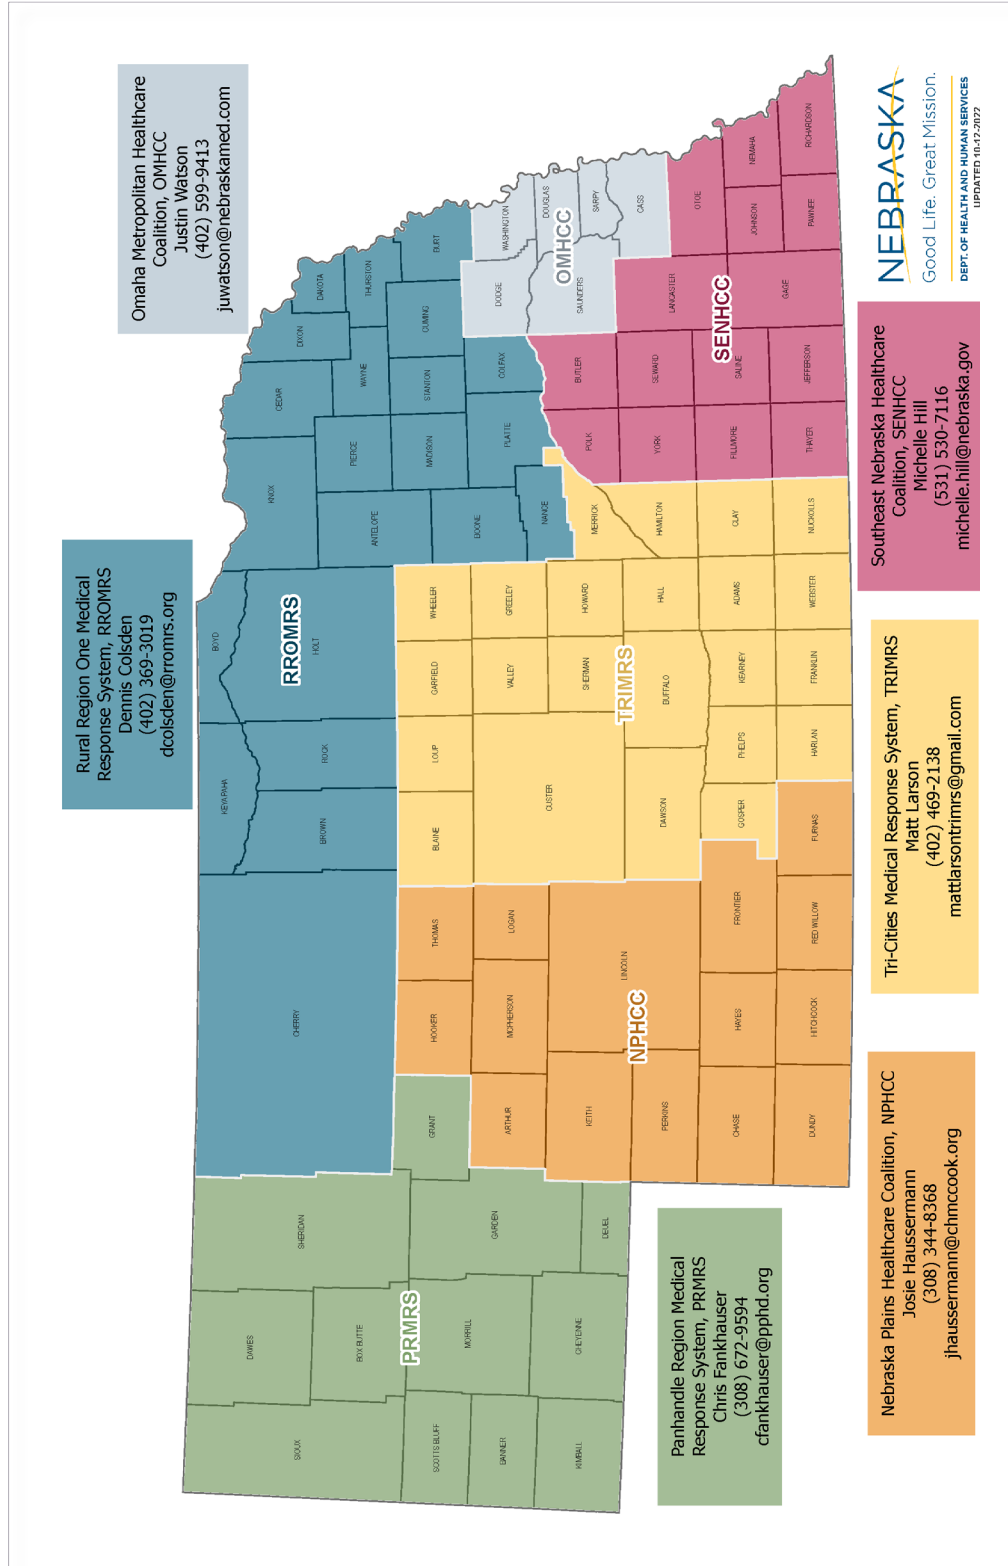 Rural Region One Medical
Response System, RROMRS
Dennis Colsden
(402) 369-3019
dcolsden@rromrs.org
Omaha Metropolitan Healthcare
Coalition, OMHCC
Justin Watson
(402) 599-9413
juwatson@nebraskamed.com
SIOUX
DAWES
SHERIDAN
BOX BUTTE
SCOTTS BLUFF
BANNER
KIMBALL
MORRILL
CHEYENNE
GARDEN
DEUEL
GRANT
PRMRS
CHERRY
KEYA PAHA
BROWN
ROCK
BOYD
HOLT
RROMRS
KNOX
ANTELOPE
BOONE
NANCE
CEDAR
PIERCE
MADISON
PLATTE
DIXON
WAYNE
STANTON
COLFAX
DAKOTA
THURSTON
CUMING
BURT
HOOKER
THOMAS
ARTHUR
MCPHERSON
LOGAN
KEITH
LINCOLN
PERKINS
NPHCC
CHASE
HAYES
FRONTIER
DUNDY
HITCHCOCK
RED WILLOW
FURNAS
BLAINE
LOUP
GARFIELD
WHEELER
CUSTER
VALLEY
GREELEY
SHERMAN
HOWARD
TRIMRS
DAWSON
BUFFALO
HALL
MERRICK
HAMILTON
GOSPER
PHELPS
KEARNEY
ADAMS
CLAY
HARLAN
FRANKLIN
WEBSTER
NUCKOLLS
DODGE
WASHINGTON
DOUGLAS
SAUNDERS
SARPY
CASS
OMHCC
POLK
BUTLER
YORK
SEWARD
LANCASTER
OTOE
SENHCC
FILLMORE
SALINE
GAGE
JOHNSON
NEMAHA
THAYER
JEFFERSON
PAWNEE
RICHARDSON
Panhandle Region Medical
Response System, PRMRS
Chris Fankhauser
(308) 672-9594
cfankhauser@pphd.org
Nebraska Plains Healthcare Coalition, NPHCC
Josie Haussermann
(308) 344-8368
jhaussermann@chmccook.org
Tri-Cities Medical Response System, TRIMRS
Matt Larson
(402) 469-2138
mattlarsontrimrs@gmail.com
Southeast Nebraska Healthcare
Coalition, SENHCC
Michelle Hill
(531) 530-7116
michelle.hill@nebraska.gov
NEBRASKA
Good Life. Great Mission.
DEPT. OF HEALTH AND HUMAN SERVICES
UPDATED 10-12-2022